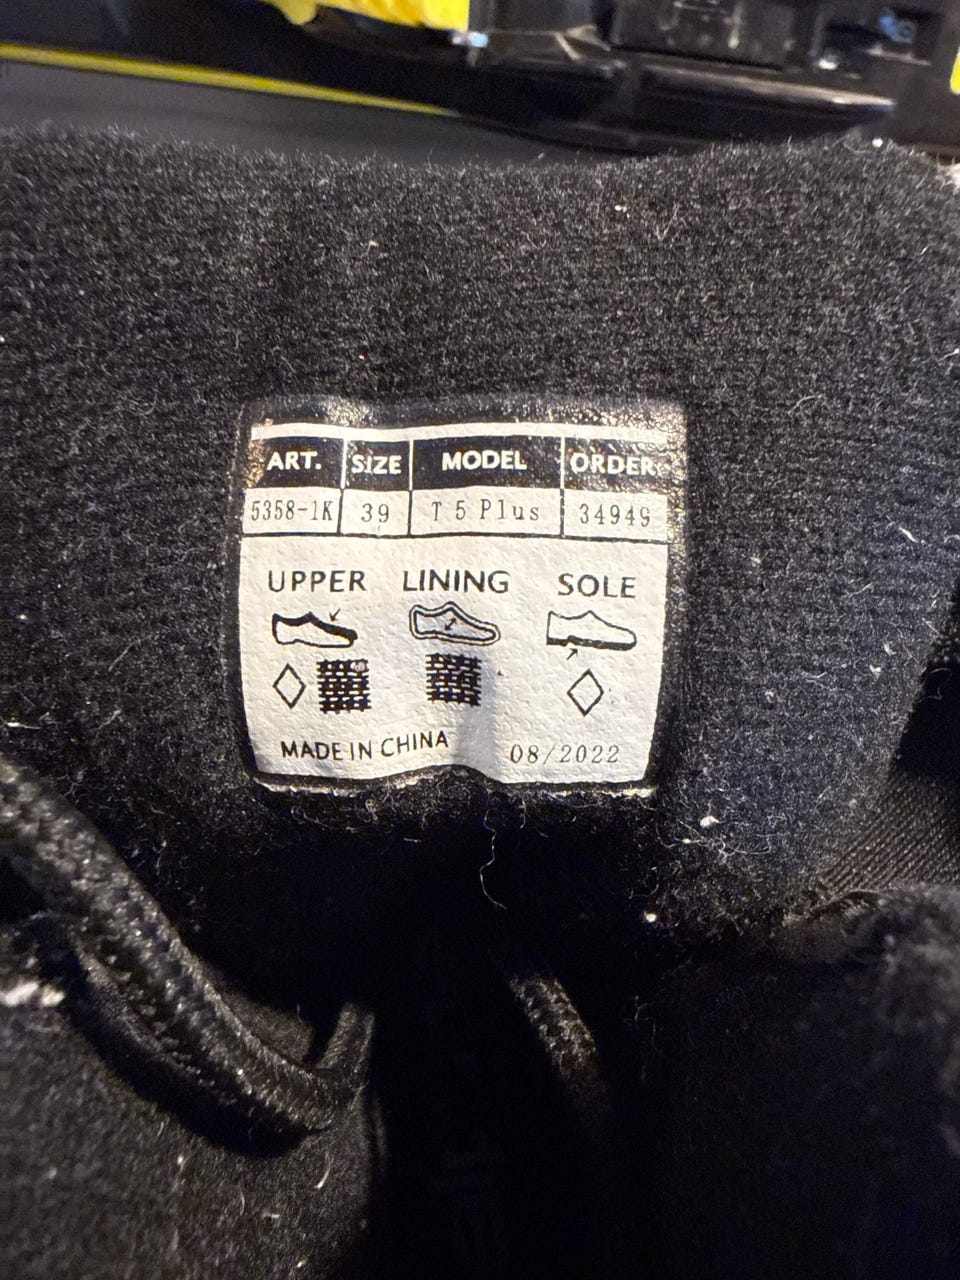 ART. SIZE MODEL ORDER:
5358-1K 39 T 5 Plus 34949
UPPER LINING SOLE
MADE IN CHINA 08/2022